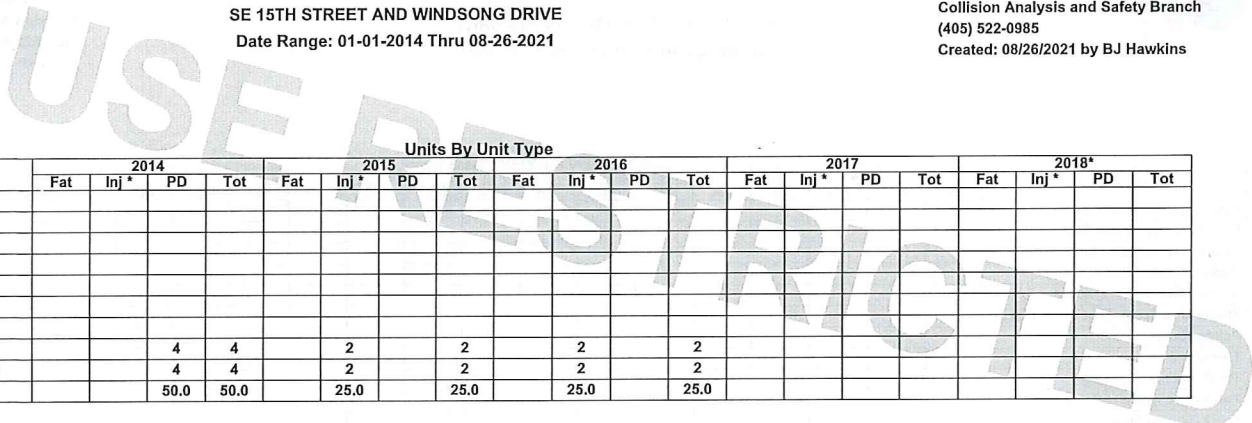 SE 15TH STREET AND WINDSONG DRIVE
Date Range: 01-01-2014 Thru 08-26-2021
Collision Analysis and Safety Branch
(405) 522-0985
Created: 08/26/2021 by BJ Hawkins
USE RESTRICTED
Units By Unit Type
2014 2015 2016 2017 2018*
Fat Inj * PD Tot Fat Inj * PD Tot Fat Inj * PD Tot Fat Inj * PD Tot Fat Inj * PD Tot
4 4 2 2 2 2
4 4 2 2 2 2
50.0 50.0 25.0 25.0 25.0 25.0